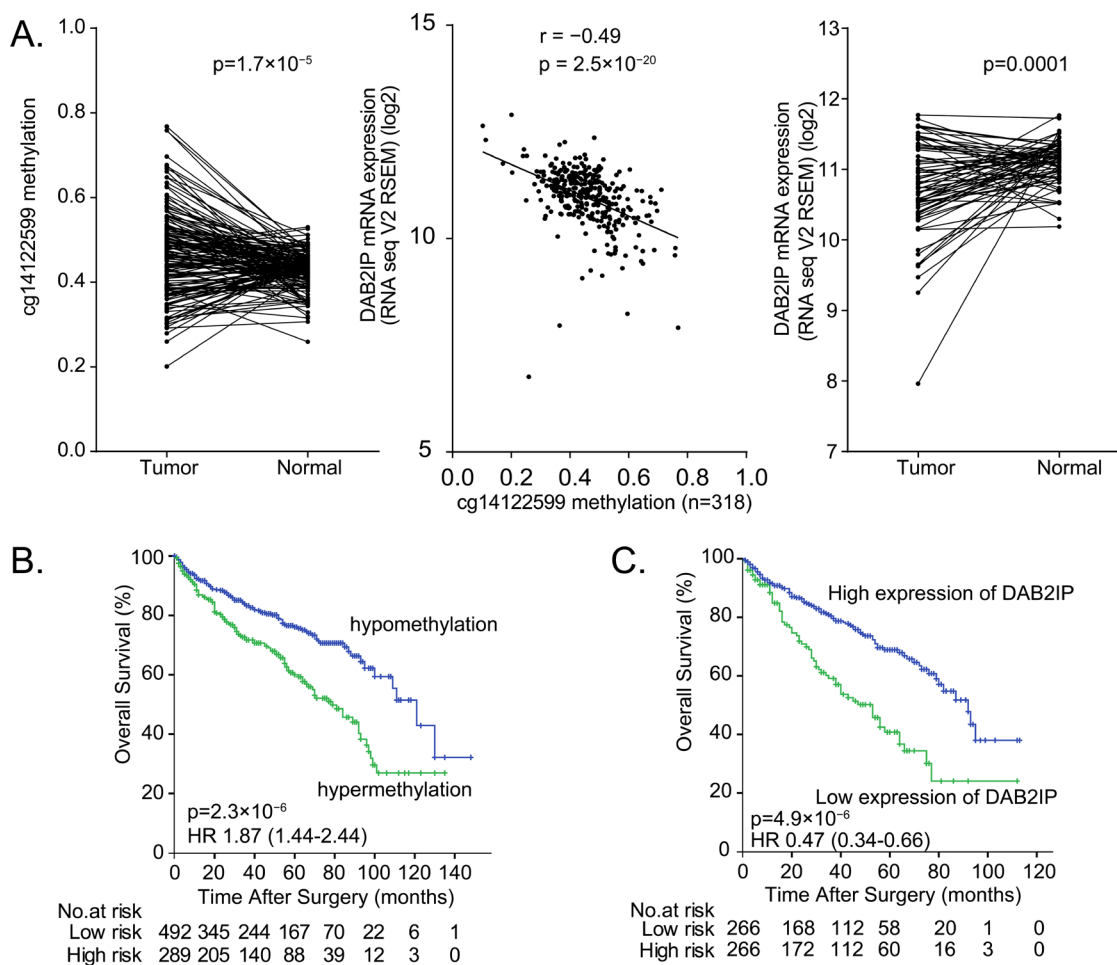 A.
1.0
0.8
0.6
0.4
0.2
0.0
cg14122599 methylation
p=1.7×10⁻⁵
Tumor Normal
15
10
5
DAB2IP mRNA expression
(RNA seq V2 RSEM) (log2)
r = −0.49
p = 2.5×10⁻²⁰
0.0 0.2 0.4 0.6 0.8 1.0
cg14122599 methylation (n=318)
13
12
11
10
9
8
7
DAB2IP mRNA expression
(RNA seq V2 RSEM) (log2)
p=0.0001
Tumor Normal
B.
100
80
60
40
20
0
Overall Survival (%)
hypomethylation
hypermethylation
p=2.3×10⁻⁶
HR 1.87 (1.44-2.44)
0 20 40 60 80 100 120 140
Time After Surgery (months)
No.at risk
Low risk 492 345 244 167 70 22 6 1
High risk 289 205 140 88 39 12 3 0
C.
100
80
60
40
20
0
Overall Survival (%)
High expression of DAB2IP
Low expression of DAB2IP
p=4.9×10⁻⁶
HR 0.47 (0.34-0.66)
0 20 40 60 80 100 120
Time After Surgery (months)
No.at risk
Low risk 266 168 112 58 20 1 0
High risk 266 172 112 60 16 3 0